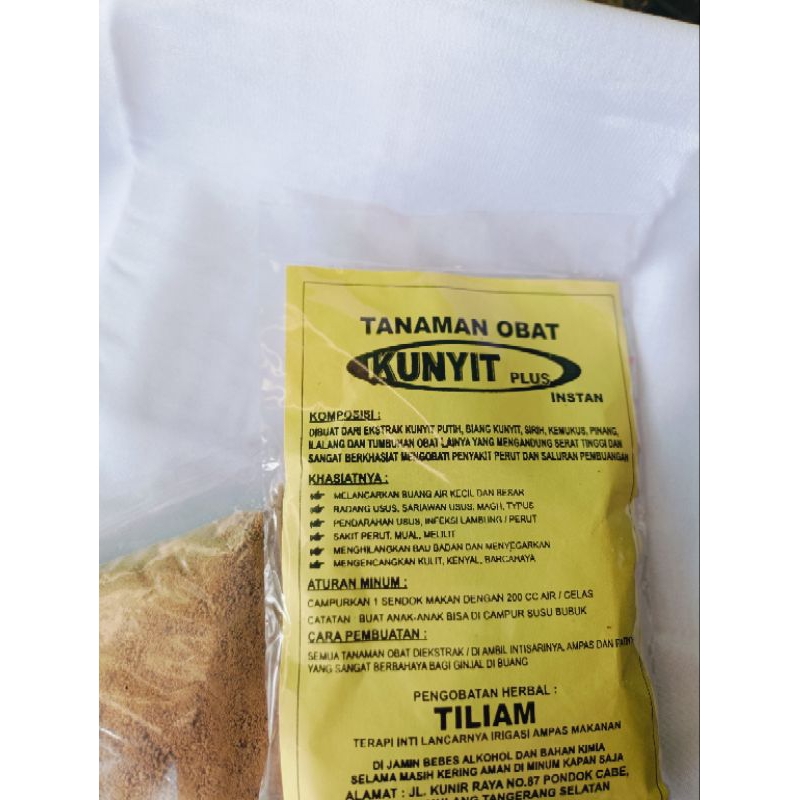 TANAMAN OBAT
KUNYIT PLUS
INSTAN
KOMPOSISI :
DIBUAT DARI EKSTRAK KUNYIT PUTIH, BIANG KUNYIT, SIRIH, KEMUKUS, PINANG,
ILALANG DAN TUMBUHAN OBAT LAINYA YANG MENGANDUNG SERAT TINGGI DAN
SANGAT BERKHASIAT MENGOBATI PENYAKIT PERUT DAN SALURAN PEMBUANGAN
KHASIATNYA :
MELANCARKAN BUANG AIR KECIL DAN BESAR
RADANG USUS, SARIAWAN USUS, MAGH, TYPUS
PENDARAHAN USUS, INFEKSI LAMBUNG / PERUT
SAKIT PERUT, MUAL, MELILIT
MENGHILANGKAN BAU BADAN DAN MENYEGARKAN
MENGENCANGKAN KULIT, KENYAL, BARCAHAYA
ATURAN MINUM :
CAMPURKAN 1 SENDOK MAKAN DENGAN 200 CC AIR / GELAS
CATATAN : BUAT ANAK-ANAK BISA DI CAMPUR SUSU BUBUK
CARA PEMBUATAN :
SEMUA TANAMAN OBAT DIEKSTRAK / DI AMBIL INTISARINYA, AMPAS DAN
YANG SANGAT BERBAHAYA BAGI GINJAL DI BUANG
PENGOBATAN HERBAL :
TILIAM
TERAPI INTI LANCARNYA IRIGASI AMPAS MAKANAN
DI JAMIN BEBES ALKOHOL DAN BAHAN KIMIA
SELAMA MASIH KERING AMAN DI MINUM KAPAN SAJA
ALAMAT : JL. KUNIR RAYA NO.87 PONDOK CABE,
TANGERANG SELATAN